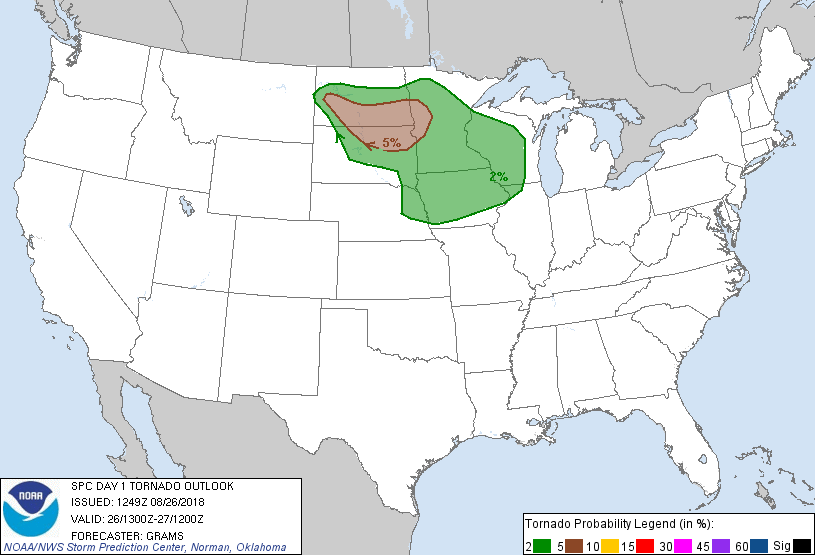 5%
2%
NOAA
SPC DAY 1 TORNADO OUTLOOK
ISSUED: 1249Z 08/26/2018
VALID: 26/1300Z-27/1200Z
FORECASTER: GRAMS
NOAA/NWS Storm Prediction Center, Norman, Oklahoma
Tornado Probability Legend (in %):
2 5 10 15 30 45 60 Sig